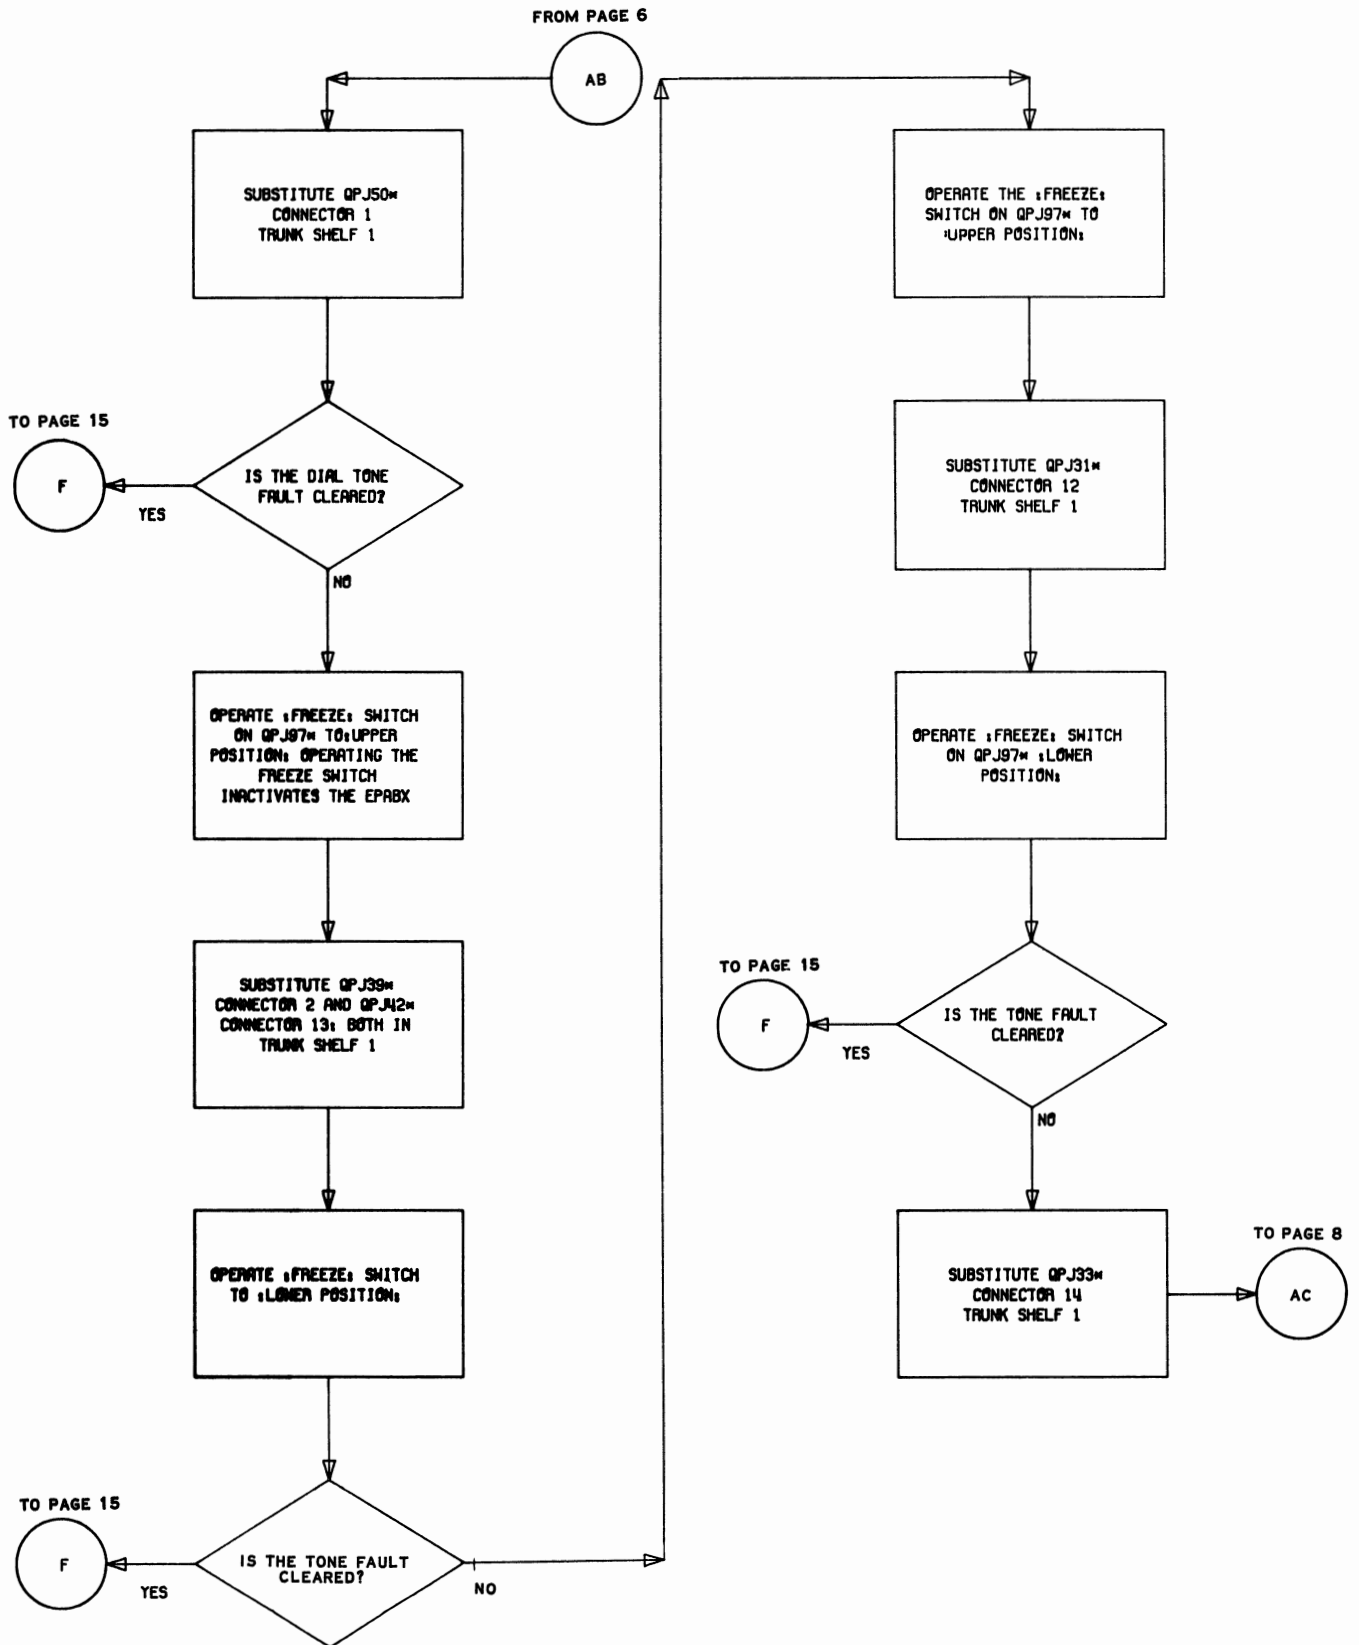 FROM PAGE 6
AB
SUBSTITUTE QPJ50*
CONNECTOR 1
TRUNK SHELF 1
TO PAGE 15
F
YES
IS THE DIAL TONE
FAULT CLEARED?
NO
OPERATE :FREEZE: SWITCH
ON QPJ97* TO:UPPER
POSITION: OPERATING THE
FREEZE SWITCH
INACTIVATES THE EPABX
SUBSTITUTE QPJ39*
CONNECTOR 2 AND QPJ42*
CONNECTOR 13: BOTH IN
TRUNK SHELF 1
OPERATE :FREEZE: SWITCH
TO :LOWER POSITION:
TO PAGE 15
F
YES
IS THE TONE FAULT
CLEARED?
NO
OPERATE THE :FREEZE:
SWITCH ON QPJ97* TO
:UPPER POSITION:
SUBSTITUTE QPJ31*
CONNECTOR 12
TRUNK SHELF 1
OPERATE :FREEZE: SWITCH
ON QPJ97* :LOWER
POSITION:
TO PAGE 15
F
YES
IS THE TONE FAULT
CLEARED?
NO
SUBSTITUTE QPJ33*
CONNECTOR 14
TRUNK SHELF 1
TO PAGE 8
AC